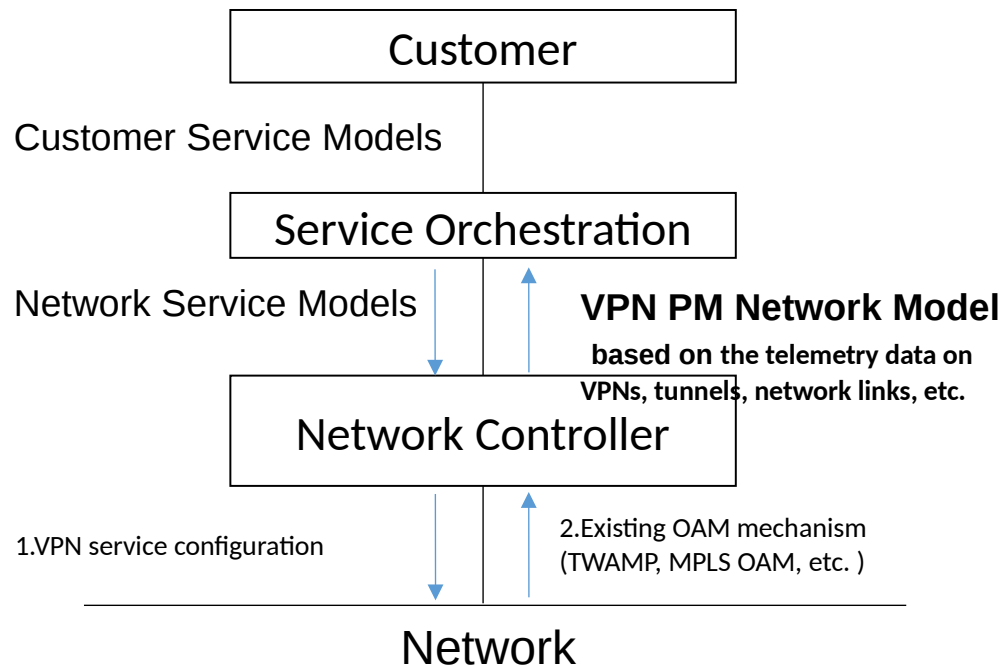 Customer
Customer Service Models
Service Orchestration
Network Service Models
VPN PM Network Model
based on the telemetry data on
VPNs, tunnels, network links, etc.
Network Controller
1.VPN service configuration
2.Existing OAM mechanism
(TWAMP, MPLS OAM, etc. )
Network